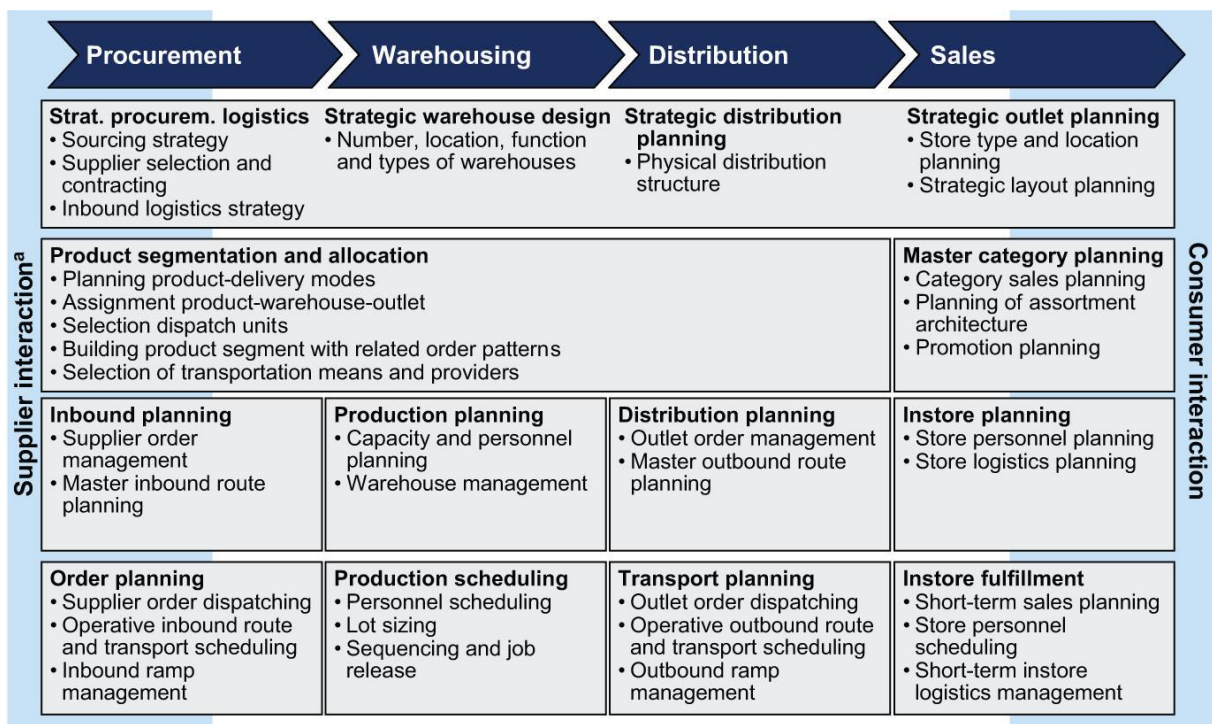 Procurement
Warehousing
Distribution
Sales
Supplier interactionª
Consumer interaction
Strat. procurem. logistics
• Sourcing strategy
• Supplier selection and
contracting
• Inbound logistics strategy
Strategic warehouse design
• Number, location, function
and types of warehouses
Strategic distribution
planning
• Physical distribution
structure
Strategic outlet planning
• Store type and location
planning
• Strategic layout planning
Product segmentation and allocation
• Planning product-delivery modes
• Assignment product-warehouse-outlet
• Selection dispatch units
• Building product segment with related order patterns
• Selection of transportation means and providers
Master category planning
• Category sales planning
• Planning of assortment
architecture
• Promotion planning
Inbound planning
• Supplier order
management
• Master inbound route
planning
Production planning
• Capacity and personnel
planning
• Warehouse management
Distribution planning
• Outlet order management
• Master outbound route
planning
Instore planning
• Store personnel planning
• Store logistics planning
Order planning
• Supplier order dispatching
• Operative inbound route
and transport scheduling
• Inbound ramp
management
Production scheduling
• Personnel scheduling
• Lot sizing
• Sequencing and job
release
Transport planning
• Outlet order dispatching
• Operative outbound route
and transport scheduling
• Outbound ramp
management
Instore fulfillment
• Short-term sales planning
• Store personnel
scheduling
• Short-term instore
logistics management